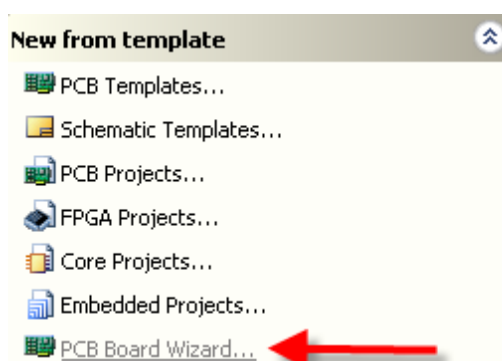 New from template
PCB Templates...
Schematic Templates...
PCB Projects...
FPGA Projects...
Core Projects...
Embedded Projects...
PCB Board Wizard...